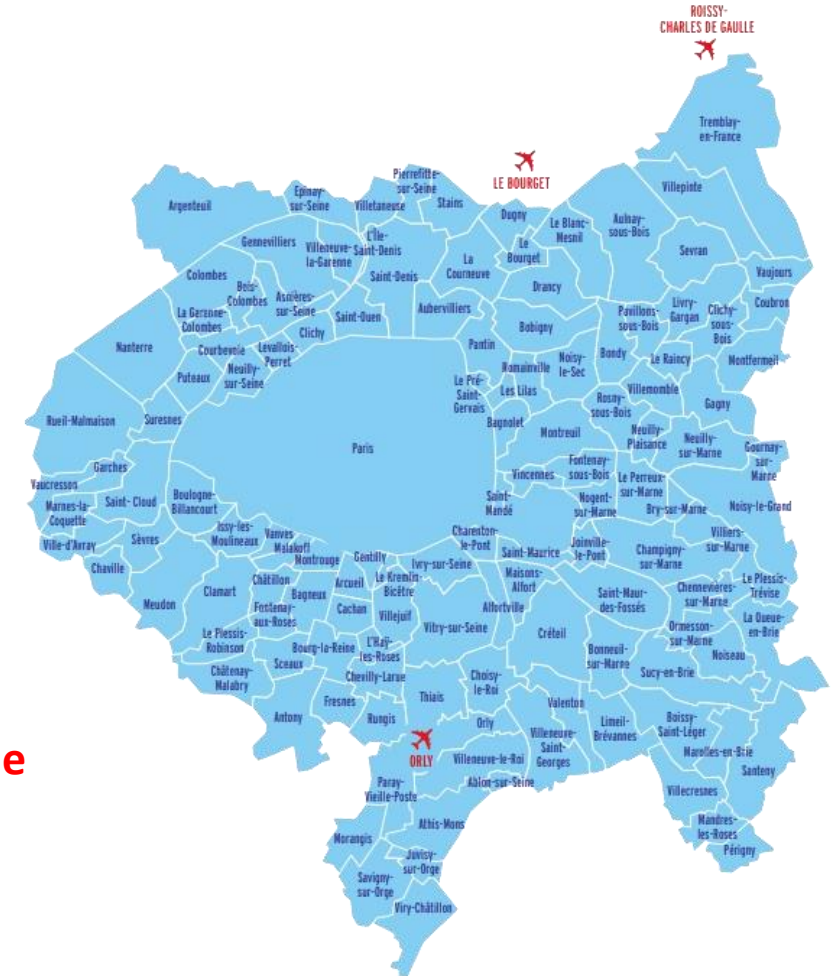 ROISSY-
CHARLES DE GAULLE
Tremblay-
en-France
LE BOURGET
Pierrefitte-
sur-Seine
Villepinte
Argenteuil
Epinay-
sur-Seine
Villetaneuse
Stains
Dugny
Le Blanc-
Mesnil
Aulnay-
sous-Bois
Gennevilliers
Villeneuve-
la-Garenne
L'Île-
Saint-Denis
Saint-Denis
La
Courneuve
Le
Bourget
Sevran
Vaujours
Colombes
Bois-
Colombes
Asnières-
sur-Seine
Drancy
Coubron
La Garenne-
Colombes
Clichy
Saint-Ouen
Aubervilliers
Bobigny
Pavillons-
sous-Bois
Livry-
Gargan
Clichy-
sous-
Bois
Nanterre
Courbevoie
Levallois-
Perret
Pantin
Romainville
Noisy-
le-Sec
Bondy
Le Raincy
Montfermeil
Puteaux
Neuilly-
sur-Seine
Le Pré-
Saint-
Gervais
Les Lilas
Rosny-
sous-Bois
Villemomble
Gagny
Rueil-Malmaison
Suresnes
Paris
Bagnolet
Montreuil
Neuilly-
Plaisance
Neuilly-
sur-Marne
Gournay-
sur-
Marne
Garches
Vaucresson
Vincennes
Fontenay-
sous-Bois
Le Perreux-
sur-Marne
Marnes-la-
Coquette
Saint- Cloud
Boulogne-
Billancourt
Saint-
Mandé
Nogent-
sur-Marne
Bry-sur-Marne
Noisy-le-Grand
Ville-d'Avray
Sèvres
Issy-les-
Moulineaux
Vanves
Malakoff
Montrouge
Gentilly
Charenton-
le-Pont
Saint-Maurice
Joinville-
le-Pont
Champigny-
sur-Marne
Villiers-
sur-Marne
Chaville
Meudon
Clamart
Châtillon
Bagneux
Arcueil
Le Kremlin-
Bicêtre
Ivry-sur-Seine
Maisons-
Alfort
Saint-Maur-
des-Fossés
Chennevières-
sur-Marne
Le Plessis-
Trévise
Fontenay-
aux-Roses
Cachan
Villejuif
Vitry-sur-Seine
Alfortville
Créteil
Ormesson-
sur-Marne
La Queue-
en-Brie
Le Plessis-
Robinson
Bourg-la-Reine
L'Haÿ-
les-Roses
Bonneuil-
sur-Marne
Noiseau
Châtenay-
Malabry
Sceaux
Chevilly-Larue
Choisy-
le-Roi
Sucy-en-Brie
Antony
Fresnes
Rungis
Thiais
Orly
Valenton
Limeil-
Brévannes
Boissy-
Saint-Léger
ORLY
Villeneuve-le-Roi
Villeneuve-
Saint-
Georges
Marolles-en-Brie
Santeny
e
Paray-
Vieille-Poste
Ablon-sur-Seine
Villecresnes
Athis-Mons
Mandres-
les-Roses
Périgny
Morangis
Juvisy-
sur-Orge
Savigny-
sur-Orge
Viry-Châtillon